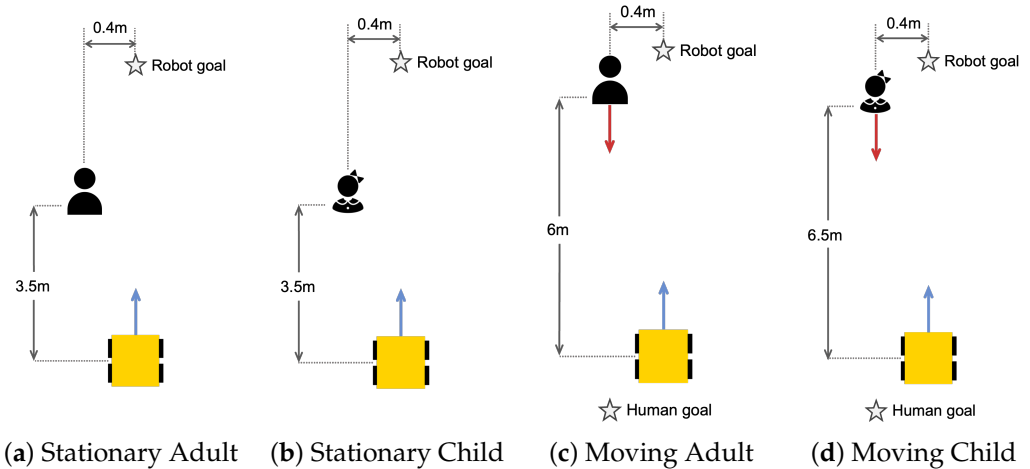 0.4m
Robot goal
3.5m
(a) Stationary Adult
0.4m
Robot goal
3.5m
(b) Stationary Child
0.4m
Robot goal
6m
Human goal
(c) Moving Adult
0.4m
Robot goal
6.5m
Human goal
(d) Moving Child